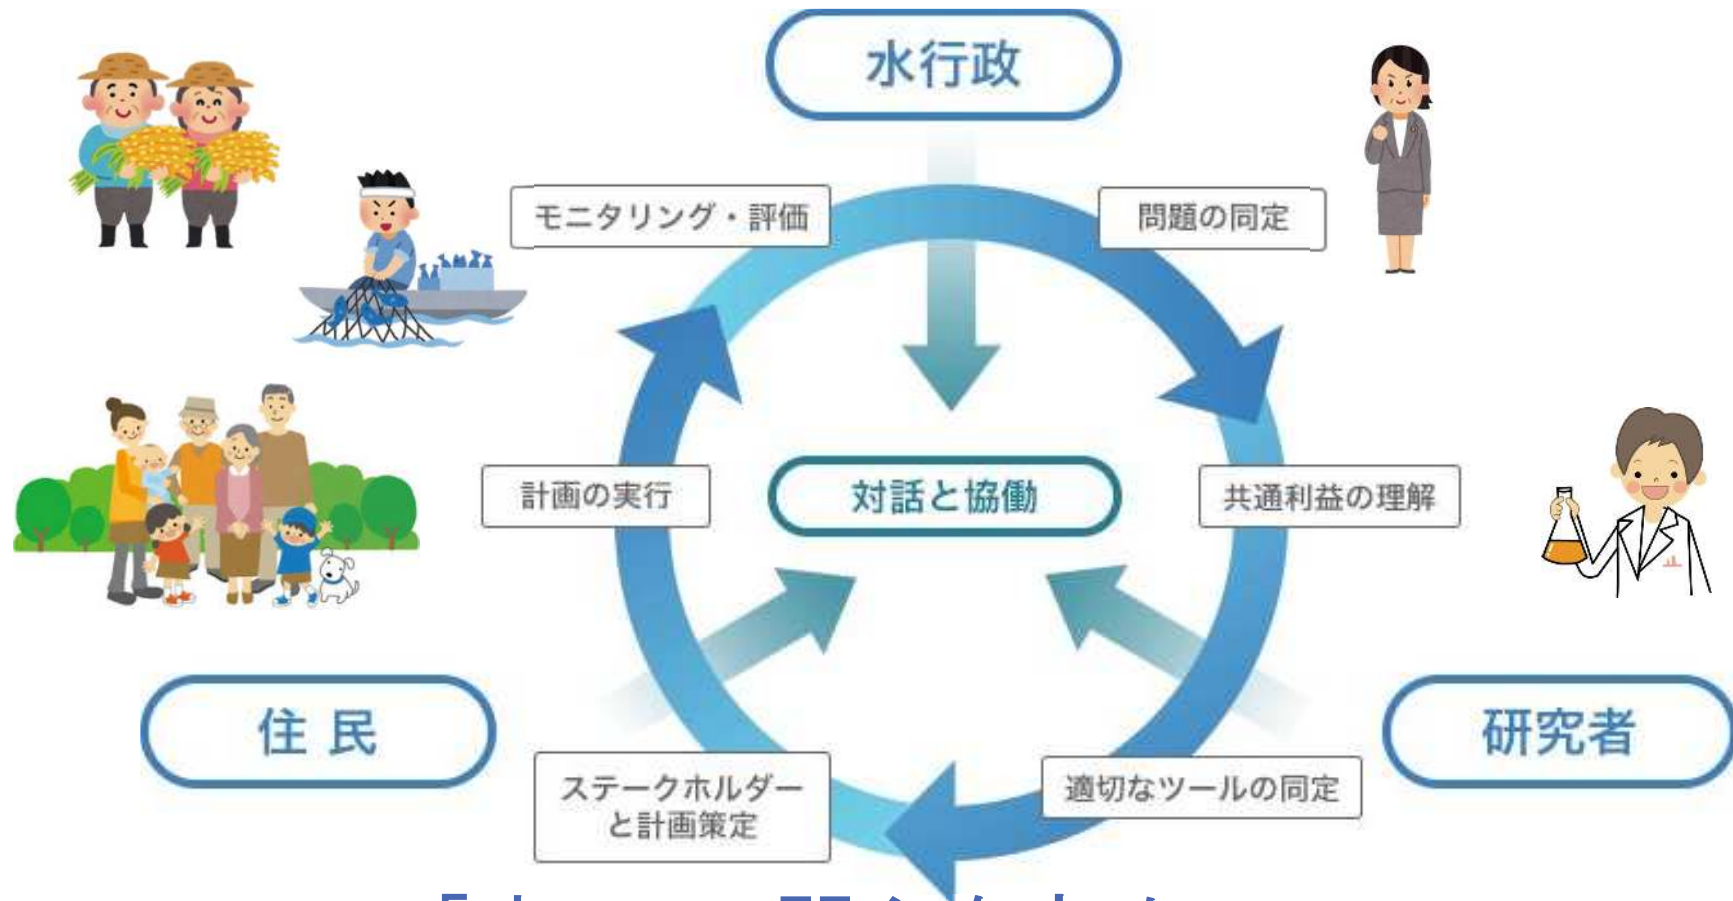 水行政
モニタリング・評価
問題の同定
計画の実行
対話と協働
共通利益の理解
住 民
研究者
ステークホルダー
と計画策定
適切なツールの同定